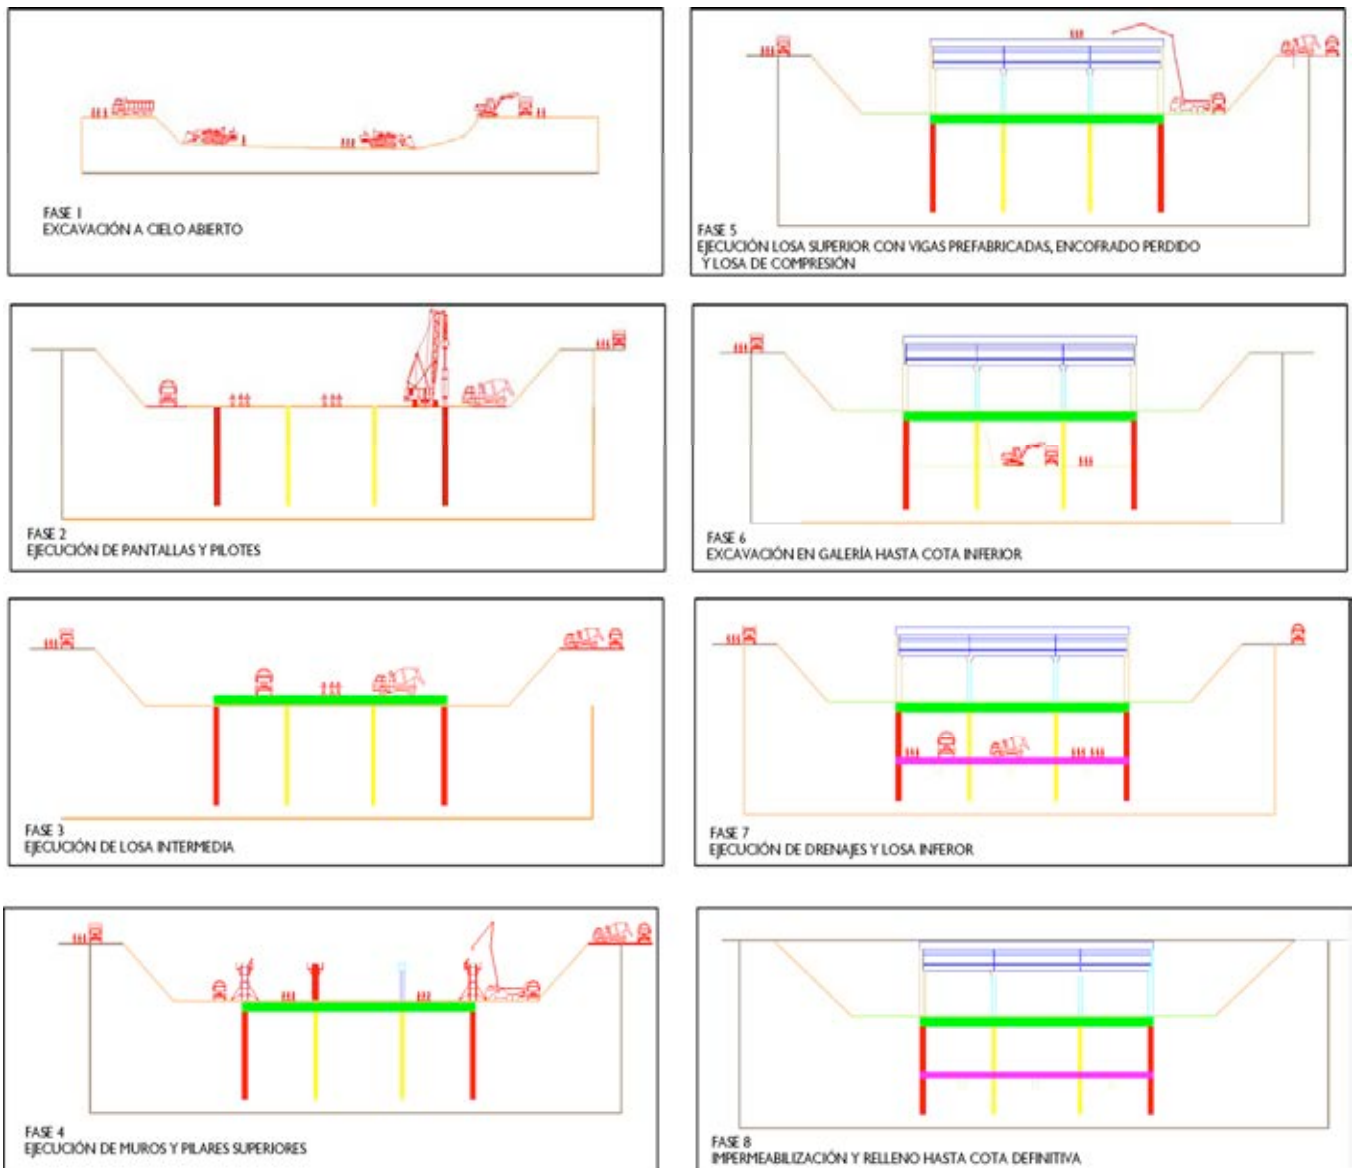 FASE 1
EXCAVACIÓN A CIELO ABIERTO
FASE 2
EJECUCIÓN DE PANTALLAS Y PILOTES
FASE 3
EJECUCIÓN DE LOSA INTERMEDIA
FASE 4
EJECUCIÓN DE MUROS Y PILARES SUPERIORES
FASE 5
EJECUCIÓN LOSA SUPERIOR CON VIGAS PREFABRICADAS, ENCOFRADO PERDIDO
Y LOSA DE COMPRESIÓN
FASE 6
EXCAVACIÓN EN GALERÍA HASTA COTA INFERIOR
FASE 7
EJECUCIÓN DE DRENAJES Y LOSA INFEROR
FASE 8
IMPERMEABILIZACIÓN Y RELLENO HASTA COTA DEFINITIVA